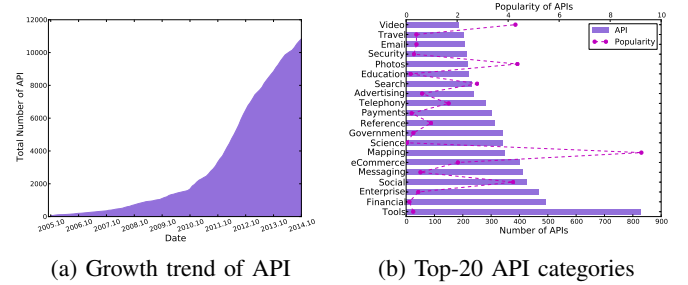 12000
10000
8000
6000
4000
2000
0
Total Number of API
2005.10 2006.10 2007.10 2008.10 2009.10 2010.10 2011.10 2012.10 2013.10 2014.10
Date
(a) Growth trend of API
Popularity of APIs
0 2 4 6 8 10
API
Popularity
Video
Travel
Email
Security
Photos
Education
Search
Advertising
Telephony
Payments
Reference
Government
Science
Mapping
eCommerce
Messaging
Social
Enterprise
Financial
Tools
0 100 200 300 400 500 600 700 800 900
Number of APIs
(b) Top-20 API categories